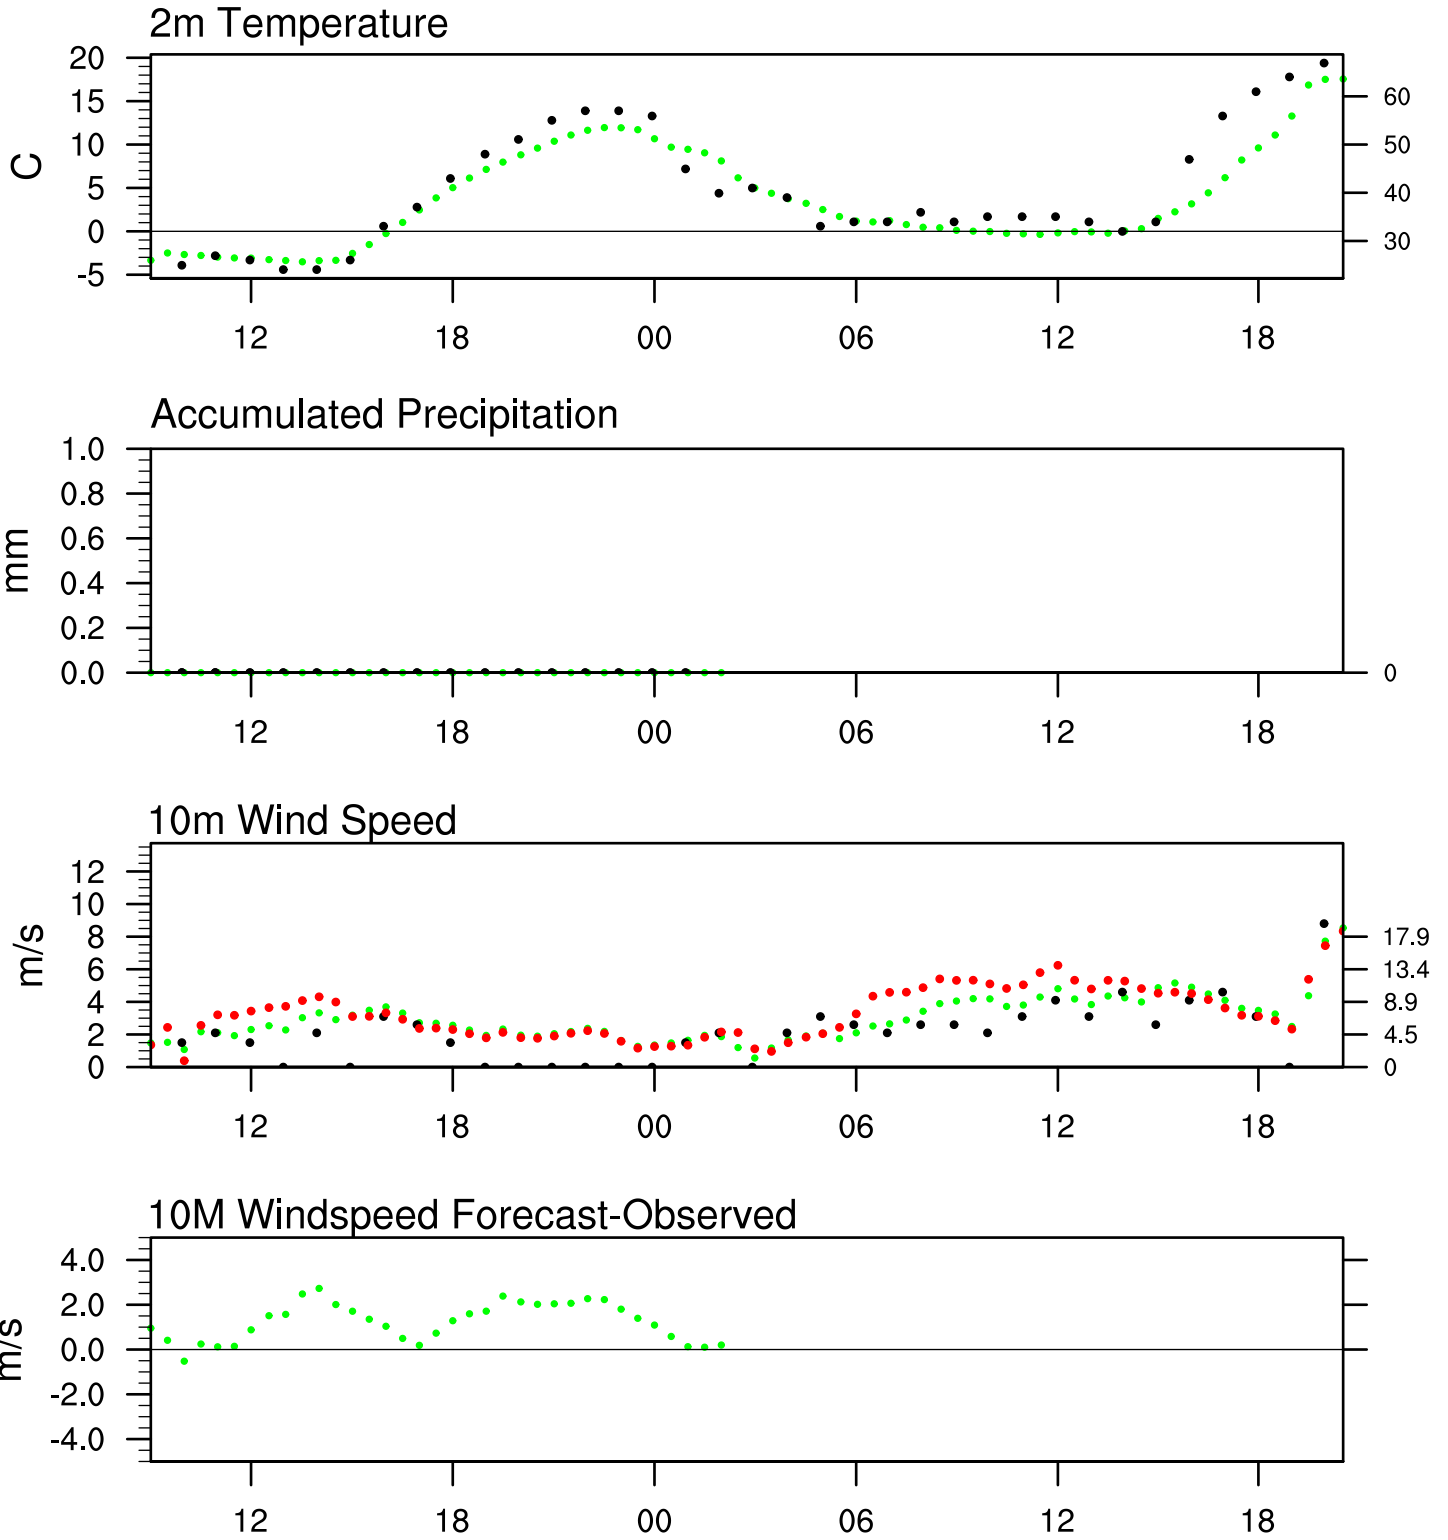 2m Temperature
20
15
10
5
0
-5
C
60
50
40
30
12 18 00 06 12 18
Accumulated Precipitation
1.0
0.8
0.6
0.4
0.2
0.0
mm
0
12 18 00 06 12 18
10m Wind Speed
12
10
8
6
4
2
0
m/s
17.9
13.4
8.9
4.5
0
12 18 00 06 12 18
10M Windspeed Forecast-Observed
4.0
2.0
0.0
-2.0
-4.0
m/s
12 18 00 06 12 18